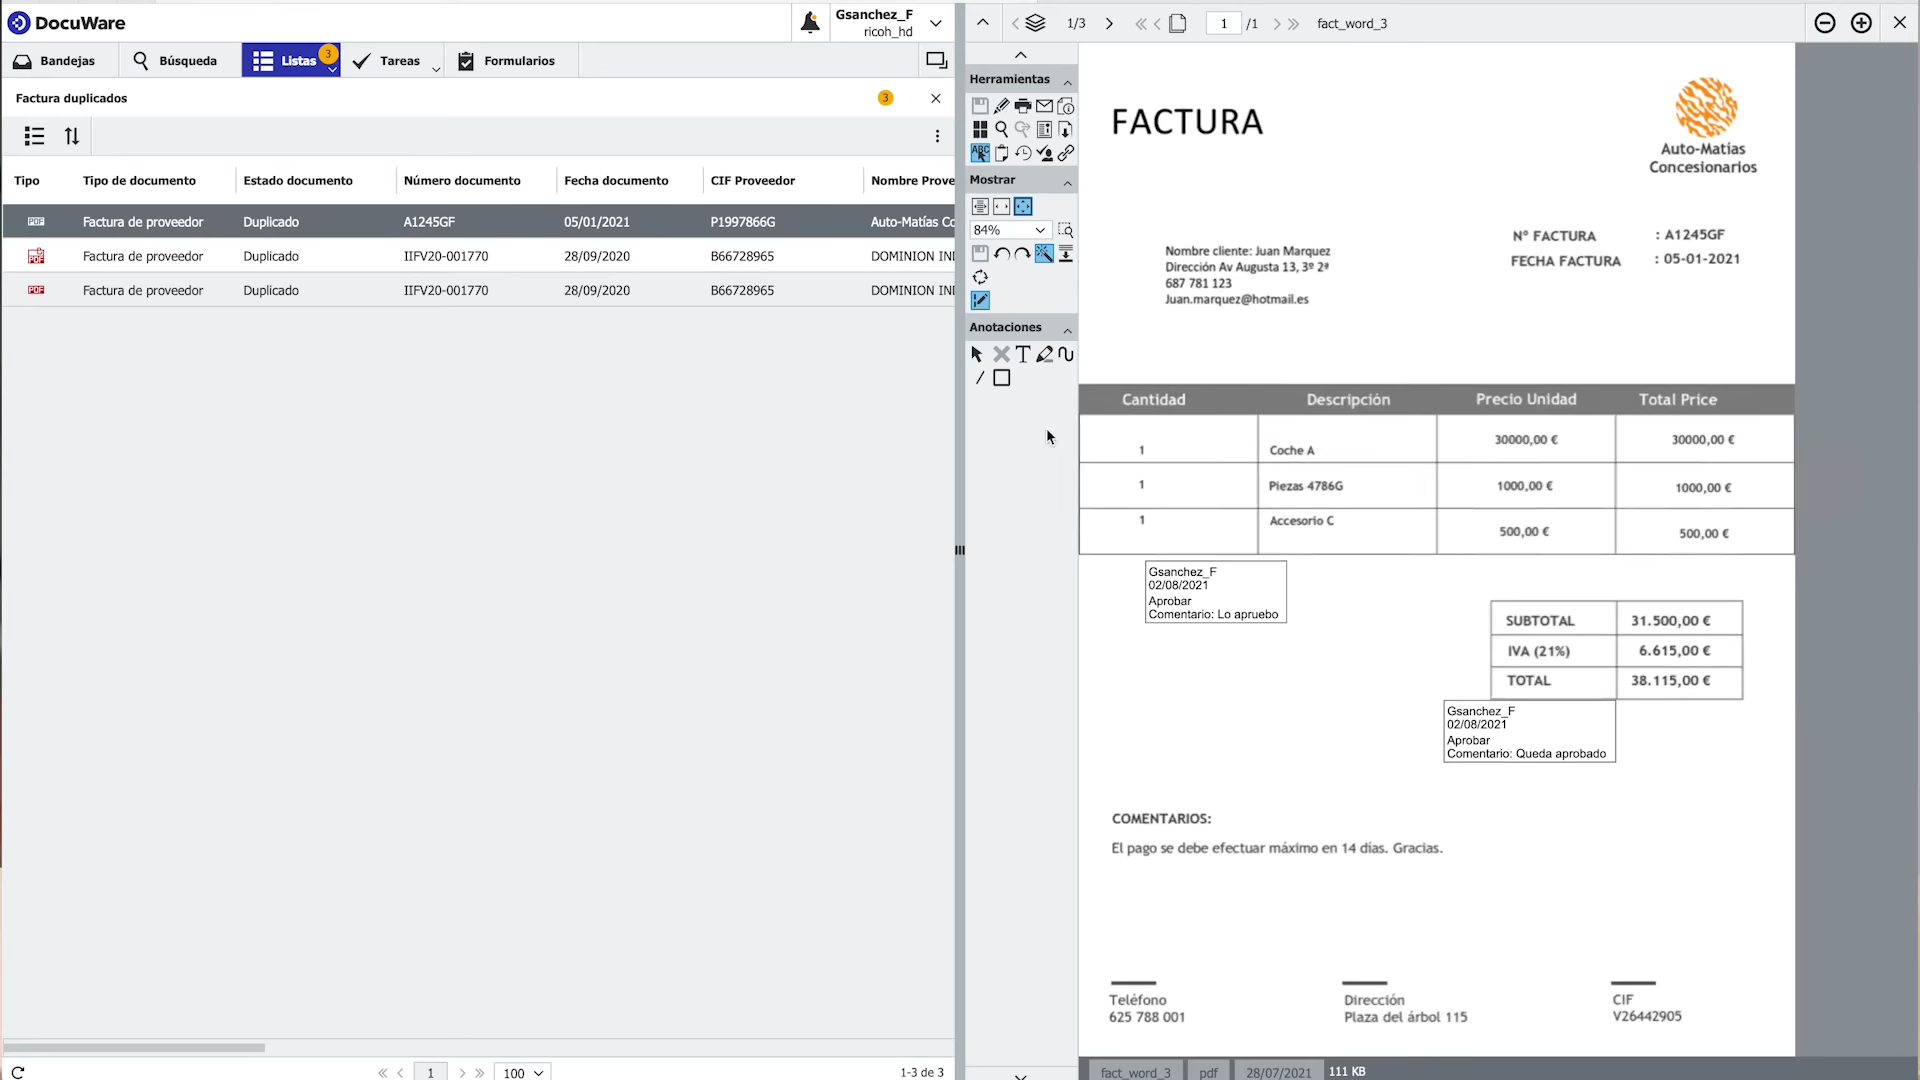 DocuWare
Gsanchez_F
ricoh_hd
Bandejas
Búsqueda
Listas
3
Tareas
Formularios
Factura duplicados
3
Tipo
Tipo de documento
Estado documento
Número documento
Fecha documento
CIF Proveedor
Nombre Prove
PDF Factura de proveedor Duplicado A1245GF 05/01/2021 P1997866G Auto-Matías Co
PDF Factura de proveedor Duplicado IIFV20-001770 28/09/2020 B66728965 DOMINION IN
PDF Factura de proveedor Duplicado IIFV20-001770 28/09/2020 B66728965 DOMINION IN
1
100
1-3 de 3
1/3
1 /1
fact_word_3
Herramientas
ABC
Mostrar
84%
Anotaciones
T
FACTURA
Auto-Matías
Concesionarios
Nombre cliente: Juan Marquez
Dirección Av Augusta 13, 3º 2ª
687 781 123
Juan.marquez@hotmail.es
Nº FACTURA : A1245GF
FECHA FACTURA : 05-01-2021
Cantidad Descripción Precio Unidad Total Price
1 Coche A 30000,00 € 30000,00 €
1 Piezas 4786G 1000,00 € 1000,00 €
1 Accesorio C 500,00 € 500,00 €
Gsanchez_F
02/08/2021
Aprobar
Comentario: Lo apruebo
SUBTOTAL 31.500,00 €
IVA (21%) 6.615,00 €
TOTAL 38.115,00 €
Gsanchez_F
02/08/2021
Aprobar
Comentario: Queda aprobado
COMENTARIOS:
El pago se debe efectuar máximo en 14 días. Gracias.
Teléfono
625 788 001
Dirección
Plaza del árbol 115
CIF
V26442905
fact_word_3
pdf
28/07/2021
111 KB